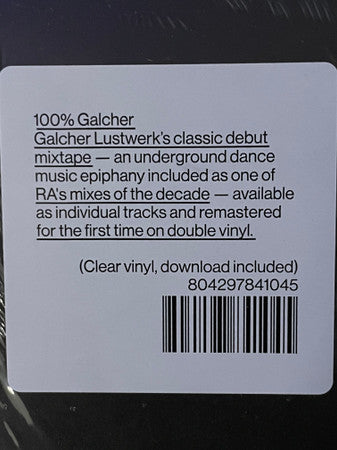 100% Galcher
Galcher Lustwerk's classic debut
mixtape — an underground dance
music epiphany included as one of
RA's mixes of the decade — available
as individual tracks and remastered
for the first time on double vinyl.
(Clear vinyl, download included)
804297841045